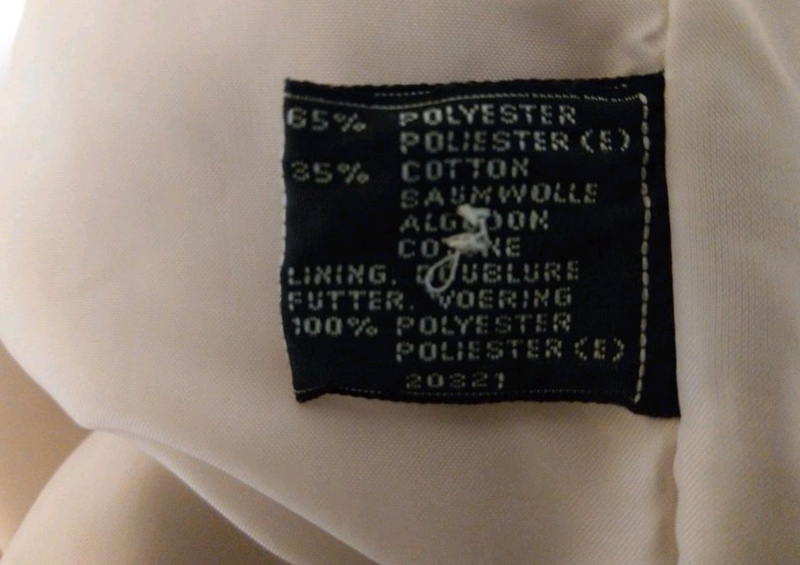 65% POLYESTER
POLIESTER (E)
35% COTTON
BAUMWOLLE
ALGODON
COTONE
LINING. DOUBLURE
FUTTER. VOERING
100% POLYESTER
POLIESTER (E)
20321